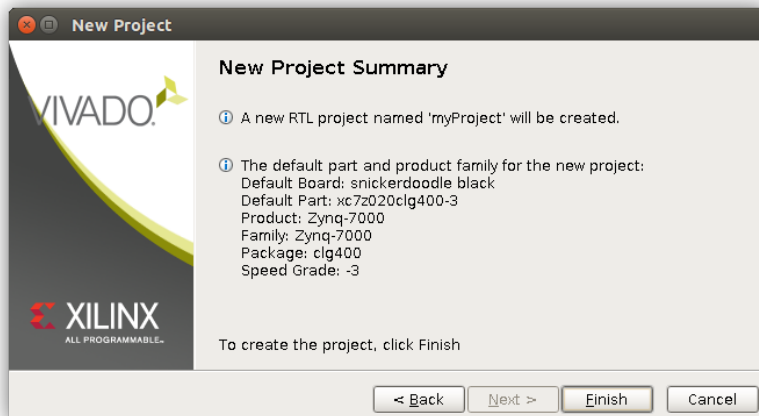 New Project
VIVADO.
New Project Summary
A new RTL project named 'myProject' will be created.
The default part and product family for the new project:
Default Board: snickerdoodle black
Default Part: xc7z020clg400-3
Product: Zynq-7000
Family: Zynq-7000
Package: clg400
Speed Grade: -3
XILINX
ALL PROGRAMMABLE™
To create the project, click Finish
< Back
Next >
Finish
Cancel